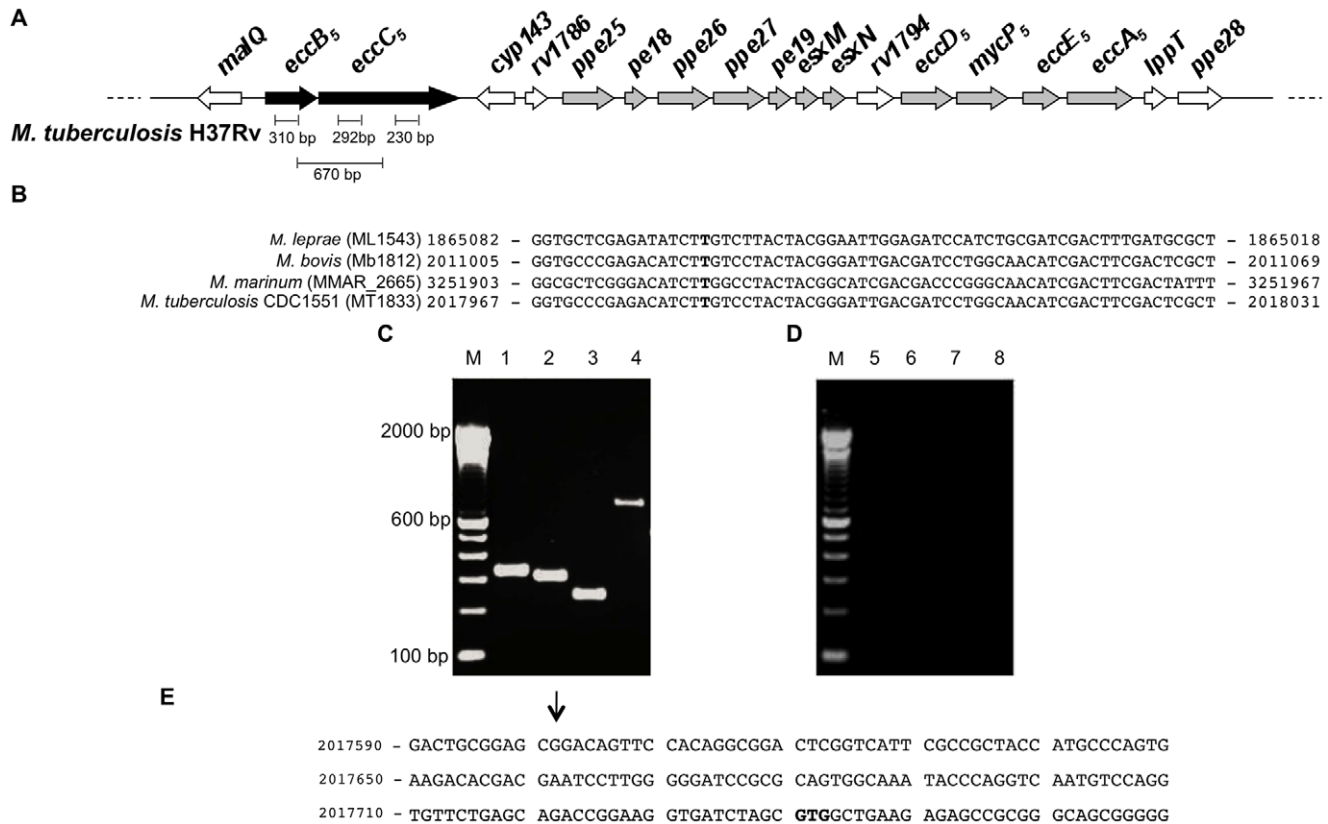 A
malQ eccB5 eccC5 cyp143 rv1786 ppe25 pe18 ppe26 ppe27 pe19 esxM esxN rv1794 eccD5 mycP5 eccE5 eccA5 lppT ppe28
M. tuberculosis H37Rv
310 bp 292bp 230 bp
670 bp
B
M. leprae (ML1543) 1865082 – GGTGCTCGAGATATCTTGTCTTACTACGGAATTGGAGATCCATCTGCGATCGACTTTGATGCGCT – 1865018
M. bovis (Mb1812) 2011005 – GGTGCCCGAGACATCTTGTCCTACTACGGGATTGACGATCCTGGCAACATCGACTTCGACTCGCT – 2011069
M. marinum (MMAR_2665) 3251903 – GGCGCTCGGGACATCTTGGCCTACTACGGCATCGACGACCCGGGCAACATCGACTTCGACTATTT – 3251967
M. tuberculosis CDC1551 (MT1833) 2017967 – GGTGCCCGAGACATCTTGTCCTACTACGGGATTGACGATCCTGGCAACATCGACTTCGACTCGCT – 2018031
C D
M 1 2 3 4 M 5 6 7 8
2000 bp
600 bp
100 bp
E
2017590 – GACTGCGGAG CGGACAGTTC CACAGGCGGA CTCGGTCATT CGCCGCTACC ATGCCCAGTG
2017650 – AAGACACGAC GAATCCTTGG GGGATCCGCG CAGTGGCAAA TACCCAGGTC AATGTCCAGG
2017710 – TGTTCTGAGC AGACCGGAAG GTGATCTAGC GTGGCTGAAG AGAGCCGCGG GCAGCGGGGG